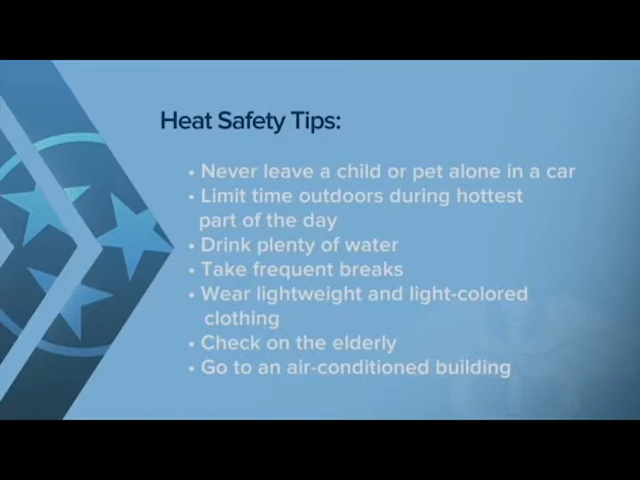 Heat Safety Tips:
• Never leave a child or pet alone in a car
• Limit time outdoors during hottest
part of the day
• Drink plenty of water
• Take frequent breaks
• Wear lightweight and light-colored
clothing
• Check on the elderly
• Go to an air-conditioned building